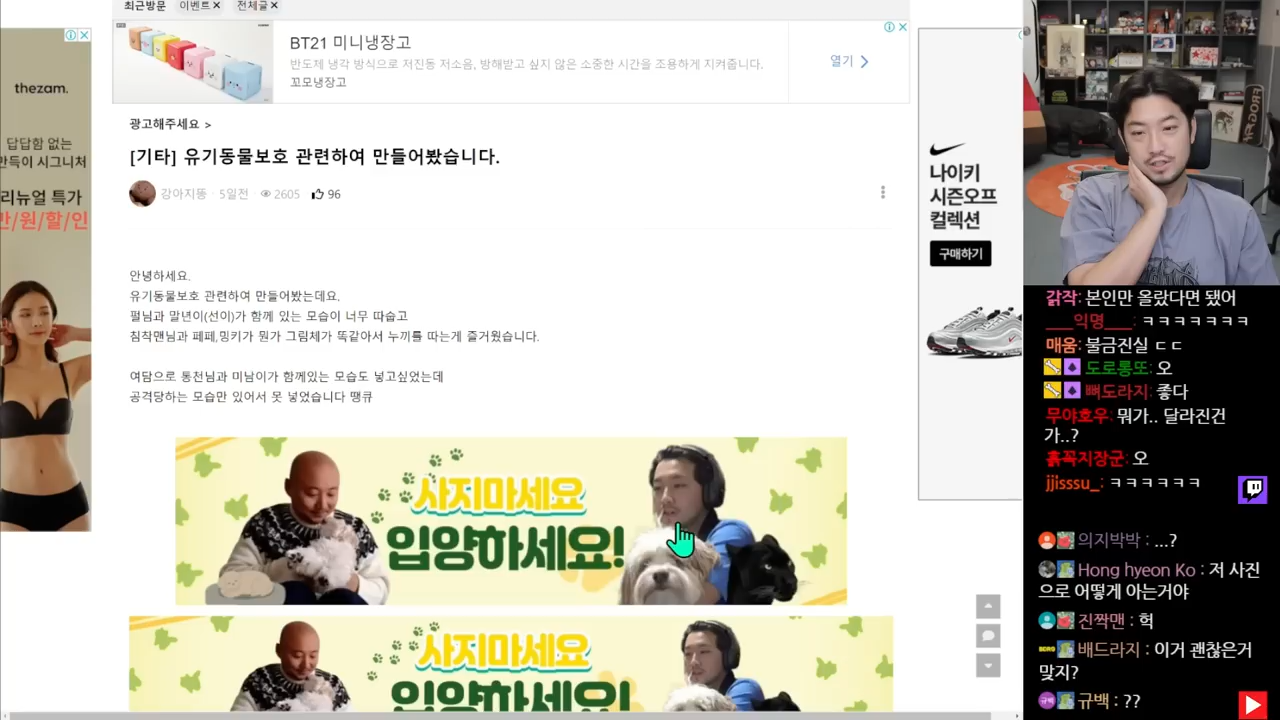 최근방문 이벤트✕ 전체글✕
BT21 미니냉장고
반도체 냉각 방식으로 저진동 저소음, 방해받고 싶지 않은 소중한 시간을 조용하게 지켜줍니다.
꼬모냉장고
열기 >
thezam.
답답함 없는
만득이 시그니처
리뉴얼 특가
만/원/할/인
광고해주세요 >
[기타] 유기동물보호 관련하여 만들어봤습니다.
강아지똥 · 5일전 · 2605 96
안녕하세요.
유기동물보호 관련하여 만들어봤는데요.
펄님과 말년이(선이)가 함께 있는 모습이 너무 따숩고
침착맨님과 페페,밍키가 뭔가 그림체가 똑같아서 누끼를 따는게 즐거웠습니다.
여담으로 통천님과 미남이가 함께있는 모습도 넣고싶었는데
공격당하는 모습만 있어서 못 넣었습니다 땡큐
사지마세요
입양하세요!
사지마세요
입양하세요!
나이키
시즌오프
컬렉션
구매하기
FROGGY
갉작: 본인만 올랐다면 됐어
___익명___: ㅋㅋㅋㅋㅋㅋㅋ
매움: 불금진실 ㄷㄷ
도로롱또: 오
뼈도라지: 좋다
무야호우: 뭐가.. 달라진건
가..?
흙꼭지장군: 오
jjisssu_: ㅋㅋㅋㅋㅋㅋ
의지박박 : ...?
Hong hyeon Ko : 저 사진
으로 어떻게 아는거야
진짝맨 : 헉
배드라지 : 이거 괜찮은거
맞지?
규백 : ??